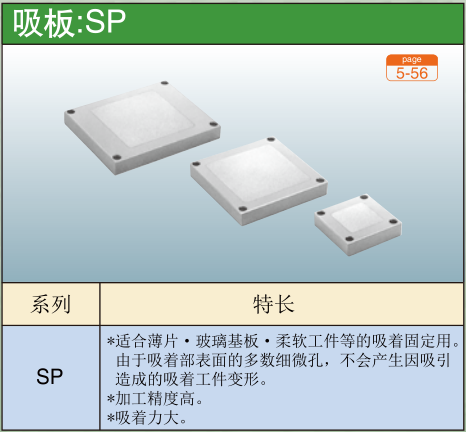 吸板:SP
page
5-56
系列
特长
SP
*适合薄片・玻璃基板・柔软工件等的吸着固定用。
由于吸着部表面的多数细微孔，不会产生因吸引
造成的吸着工件变形。
*加工精度高。
*吸着力大。